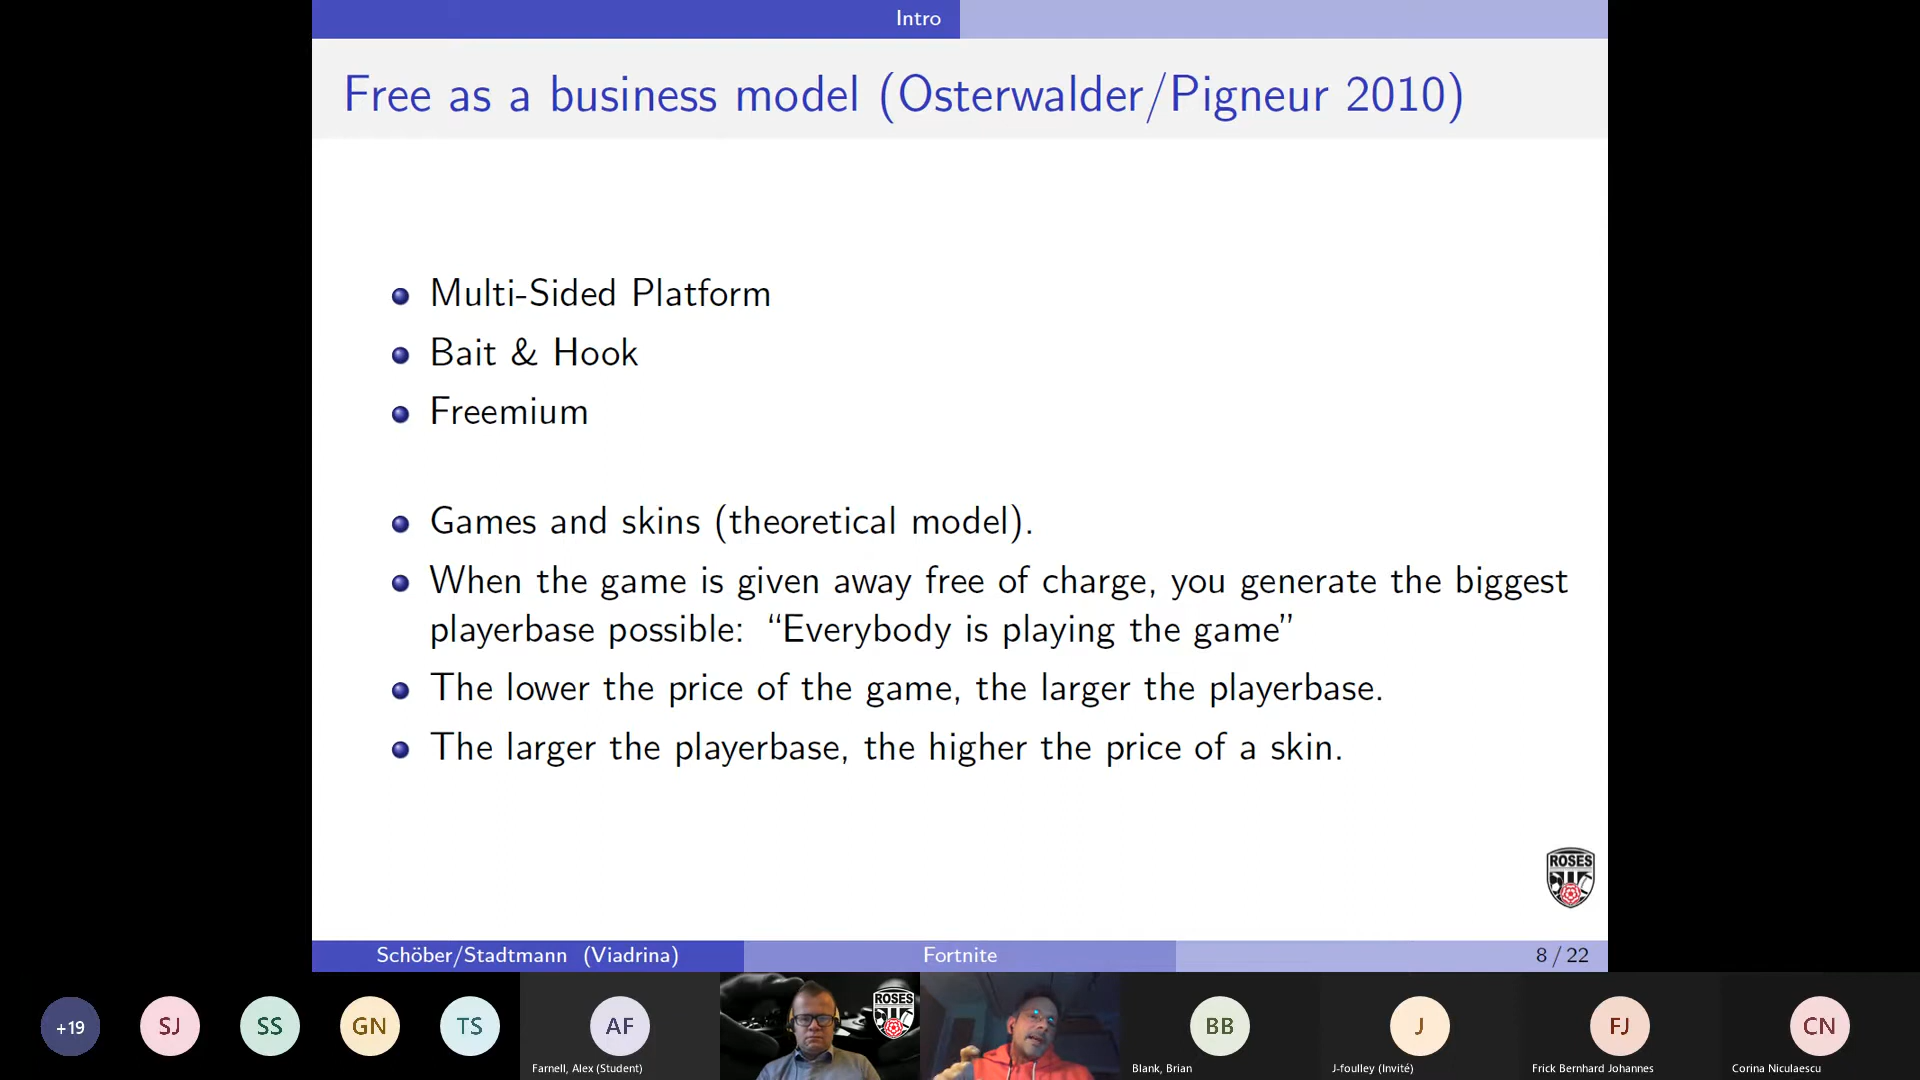 Intro
Free as a business model (Osterwalder/Pigneur 2010)
Multi-Sided Platform
Bait & Hook
Freemium
Games and skins (theoretical model).
When the game is given away free of charge, you generate the biggest
playerbase possible: “Everybody is playing the game”
The lower the price of the game, the larger the playerbase.
The larger the playerbase, the higher the price of a skin.
ROSES
Schöber/Stadtmann (Viadrina)
Fortnite
8 / 22
+19
SJ
SS
GN
TS
AF
Farnell, Alex (Student)
ROSES
BB
Blank, Brian
J
J-foulley (Invité)
FJ
Frick Bernhard Johannes
CN
Corina Niculaescu